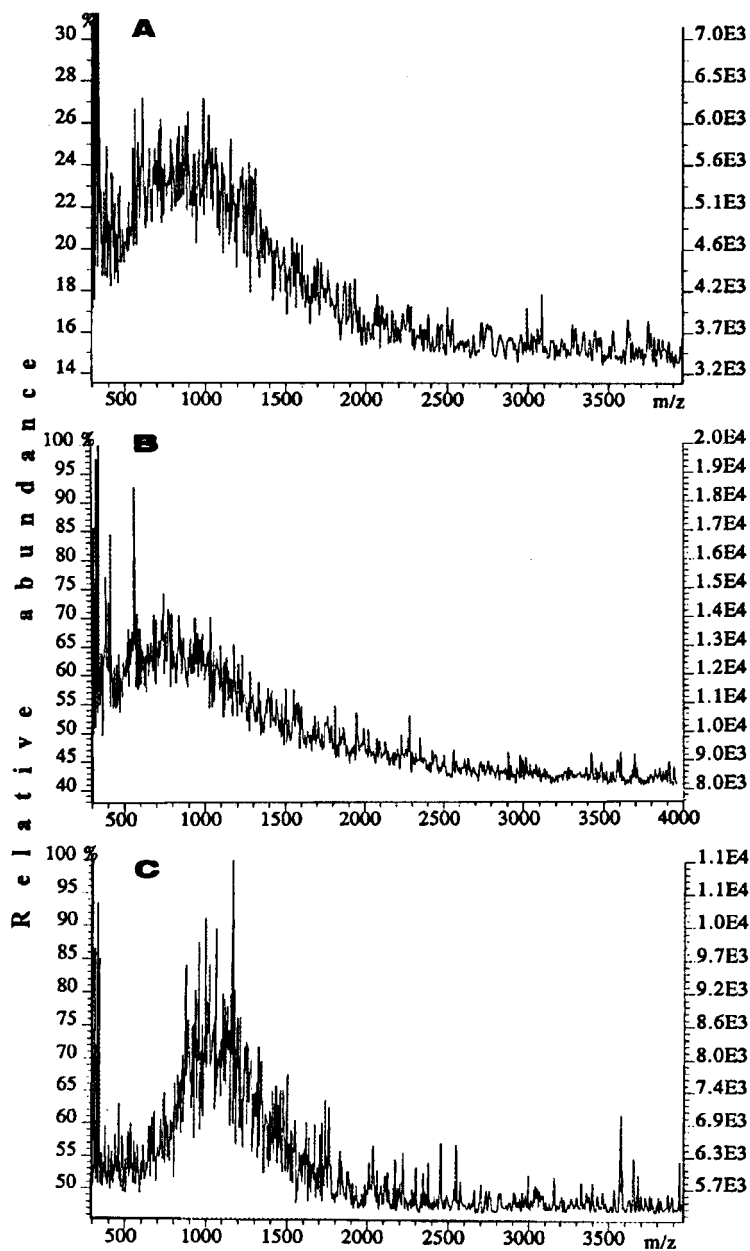 Relative abundance
A
30 % 7.0E3
28 6.5E3
26 6.0E3
24 5.6E3
22 5.1E3
20 4.6E3
18 4.2E3
16 3.7E3
14 3.2E3
500 1000 1500 2000 2500 3000 3500 m/z
B
100 % 2.0E4
95 1.9E4
90 1.8E4
85 1.7E4
80 1.6E4
75 1.5E4
70 1.4E4
65 1.3E4
60 1.2E4
55 1.1E4
50 1.0E4
45 9.0E3
40 8.0E3
500 1000 1500 2000 2500 3000 3500 4000
C
100 % 1.1E4
95 1.1E4
90 1.0E4
85 9.7E3
80 9.2E3
75 8.6E3
70 8.0E3
65 7.4E3
60 6.9E3
55 6.3E3
50 5.7E3
500 1000 1500 2000 2500 3000 3500 m/z